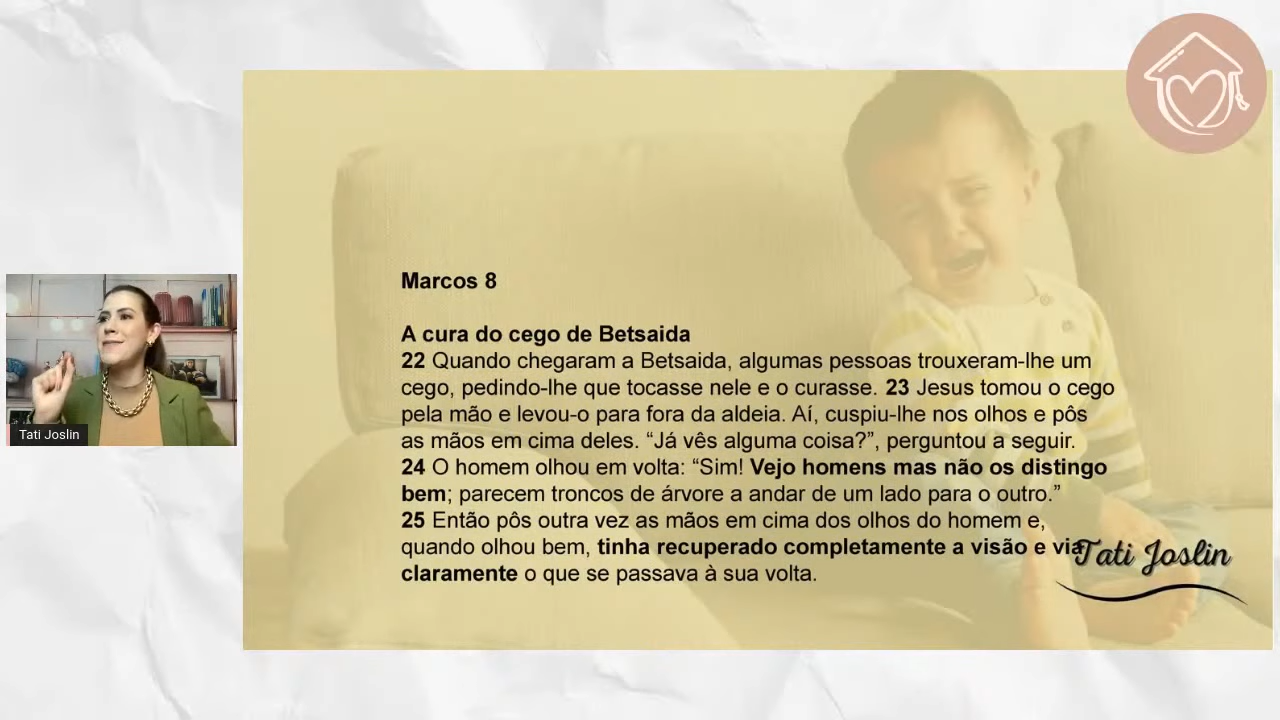 Marcos 8
A cura do cego de Betsaida
22 Quando chegaram a Betsaida, algumas pessoas trouxeram-lhe um
cego, pedindo-lhe que tocasse nele e o curasse. 23 Jesus tomou o cego
pela mão e levou-o para fora da aldeia. Aí, cuspiu-lhe nos olhos e pôs
as mãos em cima deles. “Já vês alguma coisa?”, perguntou a seguir.
24 O homem olhou em volta: “Sim! Vejo homens mas não os distingo
bem; parecem troncos de árvore a andar de um lado para o outro.”
25 Então pôs outra vez as mãos em cima dos olhos do homem e,
quando olhou bem, tinha recuperado completamente a visão e via
claramente o que se passava à sua volta.
Tati Joslin
Tati Joslin